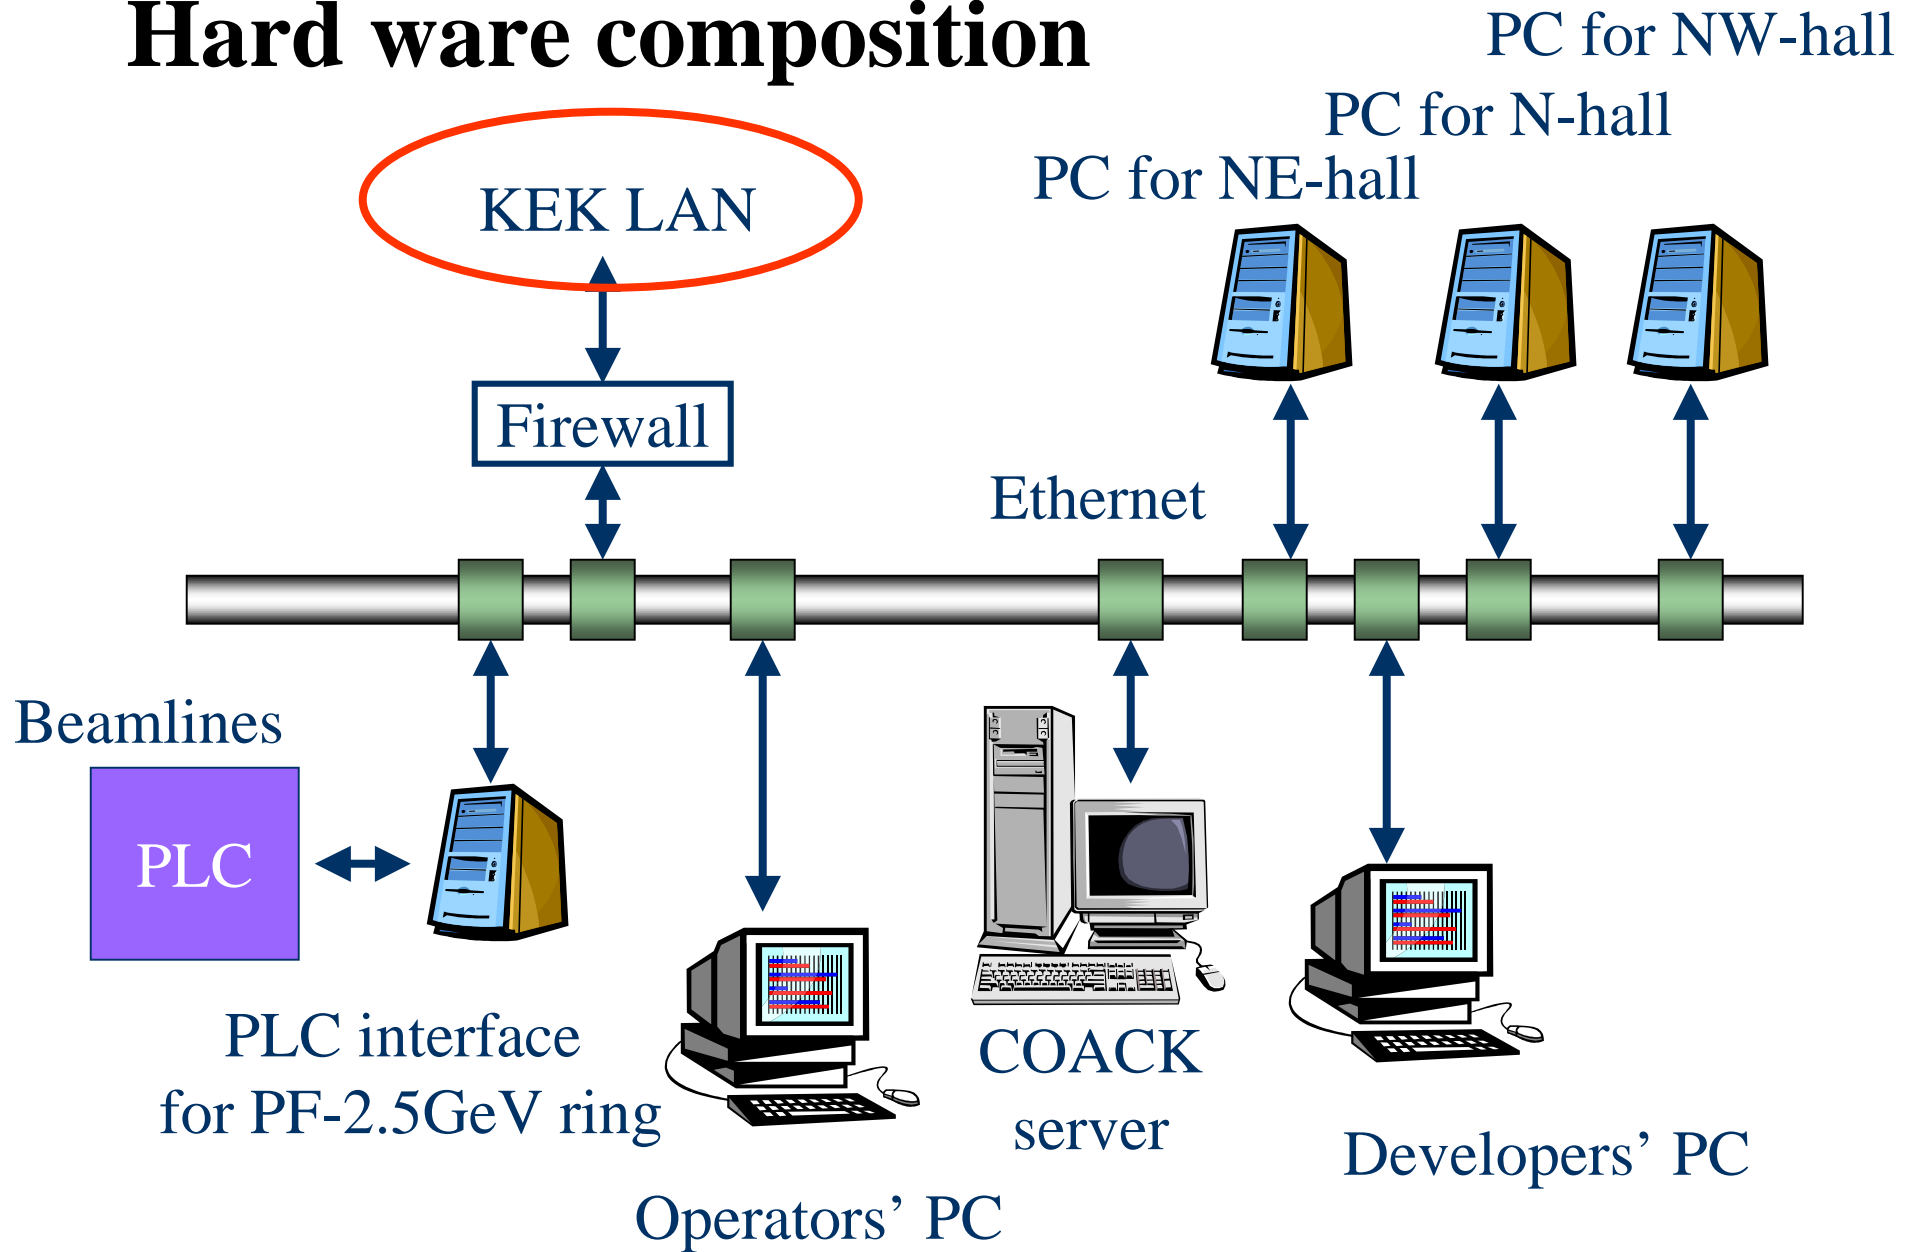 Hard ware composition
PC for NW-hall
PC for N-hall
PC for NE-hall
KEK LAN
Firewall
Ethernet
Beamlines
PLC
PLC interface
for PF-2.5GeV ring
COACK
server
Developers’ PC
Operators’ PC